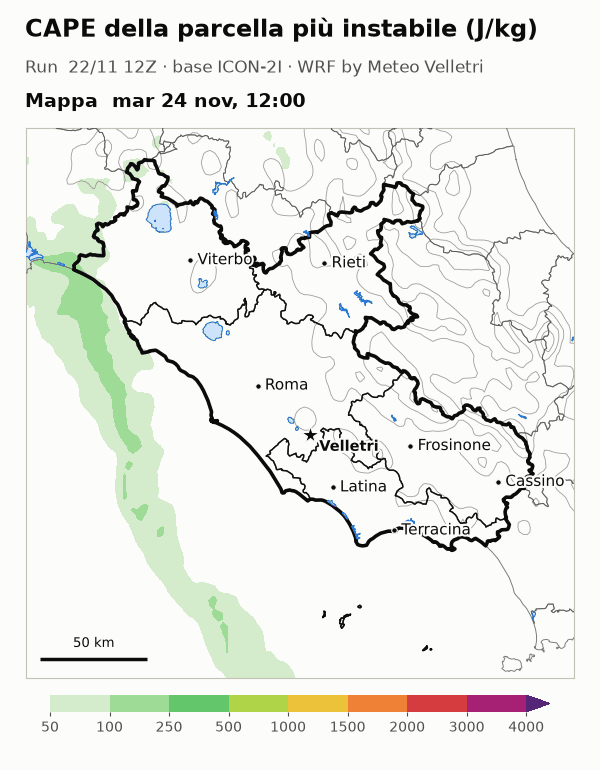 CAPE della parcella più instabile (J/kg)
Run 22/11 12Z · base ICON-2I · WRF by Meteo Velletri
Mappa mar 24 nov, 12:00
Viterbo
Rieti
Roma
Velletri
Frosinone
Latina
Cassino
Terracina
50 km
50 100 250 500 1000 1500 2000 3000 4000